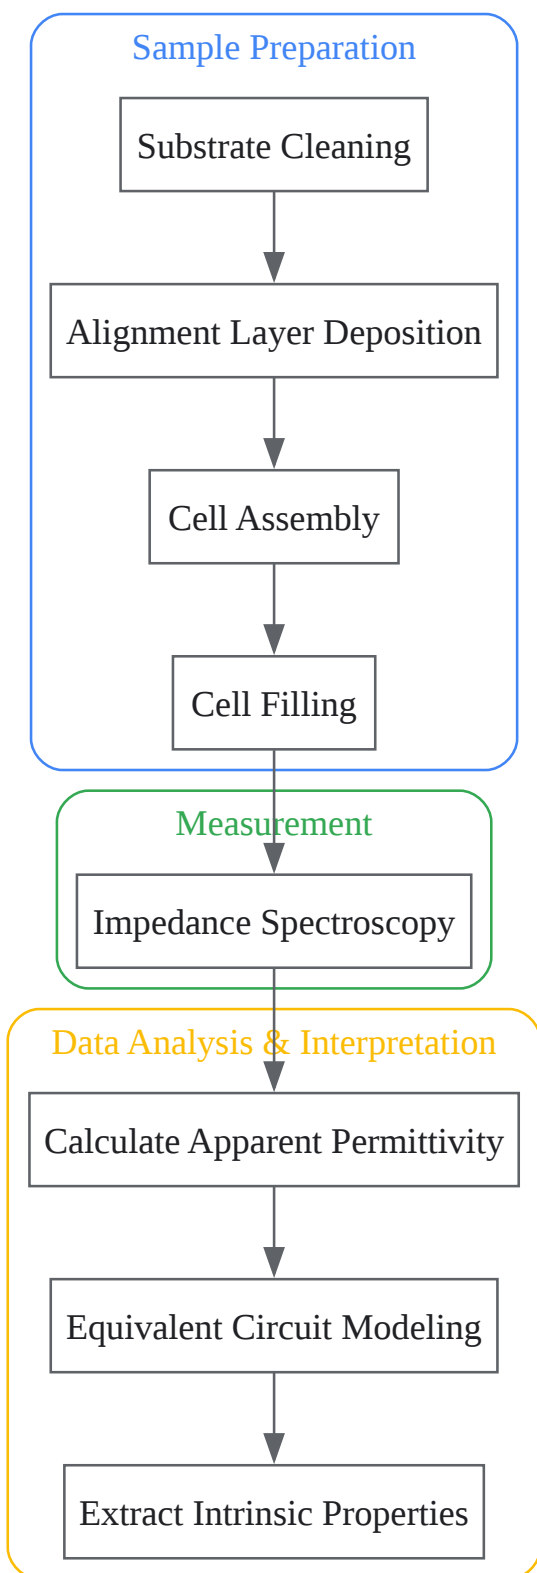 Sample Preparation
Substrate Cleaning
Alignment Layer Deposition
Cell Assembly
Cell Filling
Measurement
Impedance Spectroscopy
Data Analysis & Interpretation
Calculate Apparent Permittivity
Equivalent Circuit Modeling
Extract Intrinsic Properties